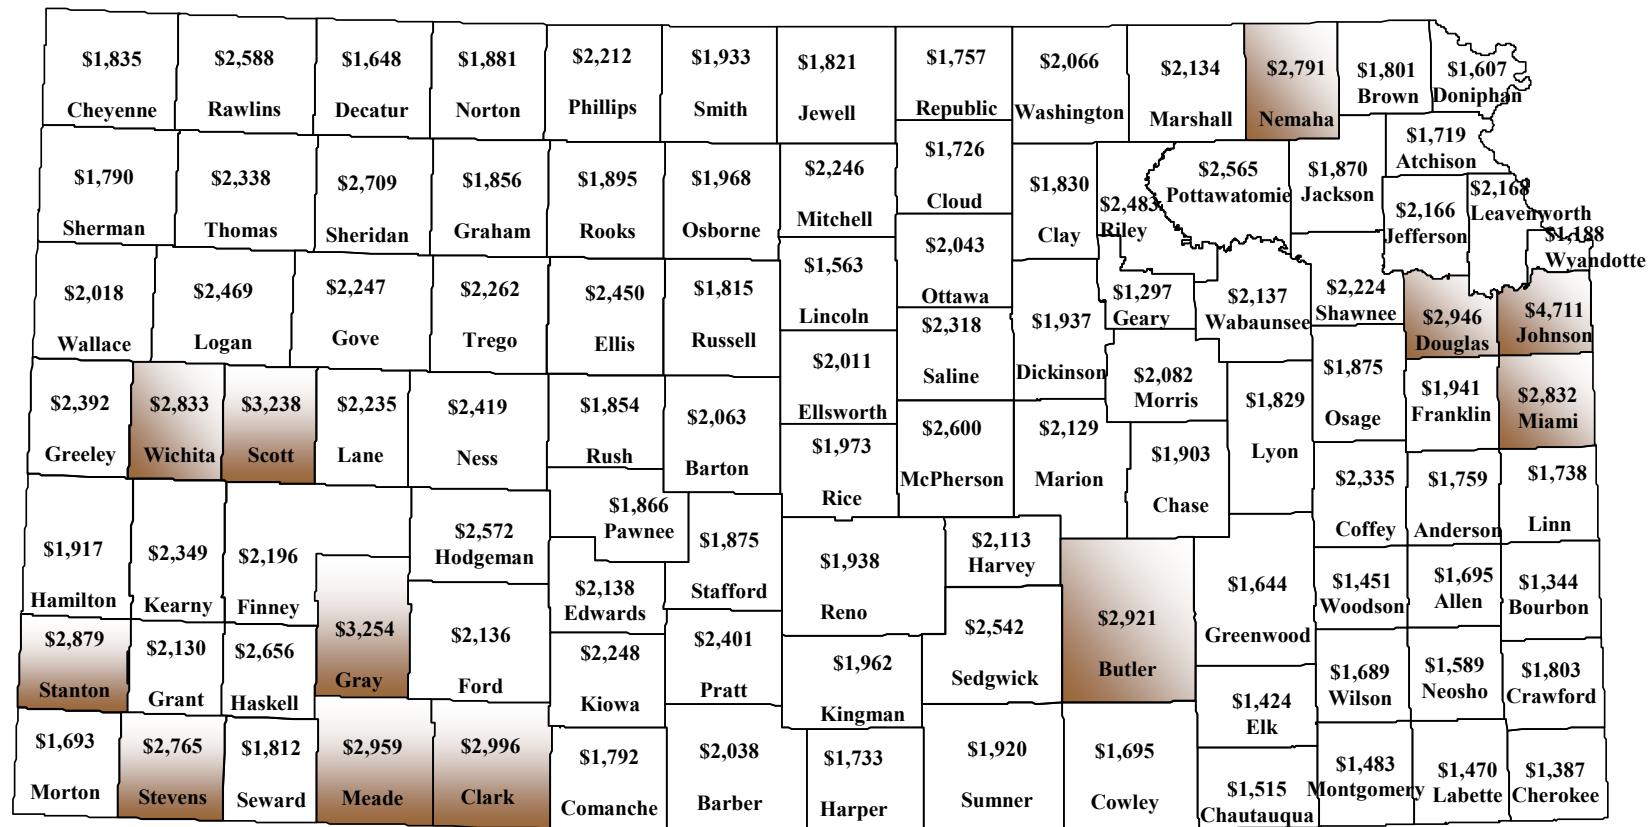 $1,835
Cheyenne
$2,588
Rawlins
$1,648
Decatur
$1,881
Norton
$2,212
Phillips
$1,933
Smith
$1,821
Jewell
$1,757
Republic
$2,066
Washington
$2,134
Marshall
$2,791
Nemaha
$1,801
Brown
$1,607
Doniphan
$1,790
Sherman
$2,338
Thomas
$2,709
Sheridan
$1,856
Graham
$1,895
Rooks
$1,968
Osborne
$2,246
Mitchell
$1,726
Cloud
$1,830
Clay
$2,483
Riley
$2,565
Pottawatomie
$1,870
Jackson
$1,719
Atchison
$2,166
Jefferson
$2,168
Leavenworth
$1,188
Wyandotte
$2,018
Wallace
$2,469
Logan
$2,247
Gove
$2,262
Trego
$2,450
Ellis
$1,815
Russell
$1,563
Lincoln
$2,043
Ottawa
$2,318
Saline
$1,937
Dickinson
$1,297
Geary
$2,137
Wabaunsee
$2,224
Shawnee
$2,946
Douglas
$4,711
Johnson
$2,392
Greeley
$2,833
Wichita
$3,238
Scott
$2,235
Lane
$2,419
Ness
$1,854
Rush
$2,063
Barton
$2,011
Ellsworth
$1,973
Rice
$2,600
McPherson
$2,129
Marion
$2,082
Morris
$1,903
Chase
$1,829
Lyon
$1,875
Osage
$1,941
Franklin
$2,832
Miami
$1,917
Hamilton
$2,349
Kearny
$2,196
Finney
$3,254
Gray
$2,572
Hodgeman
$1,866
Pawnee
$2,138
Edwards
$1,875
Stafford
$1,938
Reno
$2,113
Harvey
$2,921
Butler
$1,644
Greenwood
$2,335
Coffey
$1,759
Anderson
$1,738
Linn
$1,451
Woodson
$1,695
Allen
$1,344
Bourbon
$2,879
Stanton
$2,130
Grant
$2,656
Haskell
$2,136
Ford
$2,248
Kiowa
$2,401
Pratt
$1,962
Kingman
$2,542
Sedgwick
$1,424
Elk
$1,689
Wilson
$1,589
Neosho
$1,803
Crawford
$1,693
Morton
$2,765
Stevens
$1,812
Seward
$2,959
Meade
$2,996
Clark
$1,792
Comanche
$2,038
Barber
$1,733
Harper
$1,920
Sumner
$1,695
Cowley
$1,515
Chautauqua
$1,483
Montgomery
$1,470
Labette
$1,387
Cherokee